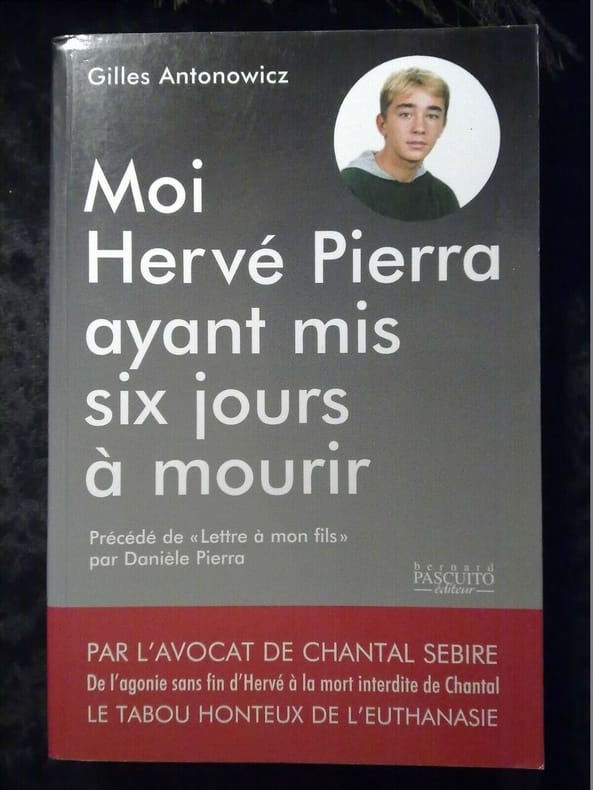 Gilles Antonowicz
Moi
Hervé Pierra
ayant mis
six jours
à mourir
Précédé de « Lettre à mon fils »
par Danièle Pierra
bernard
PASCUITO
éditeur
PAR L'AVOCAT DE CHANTAL SEBIRE
De l'agonie sans fin d'Hervé à la mort interdite de Chantal
LE TABOU HONTEUX DE L'EUTHANASIE